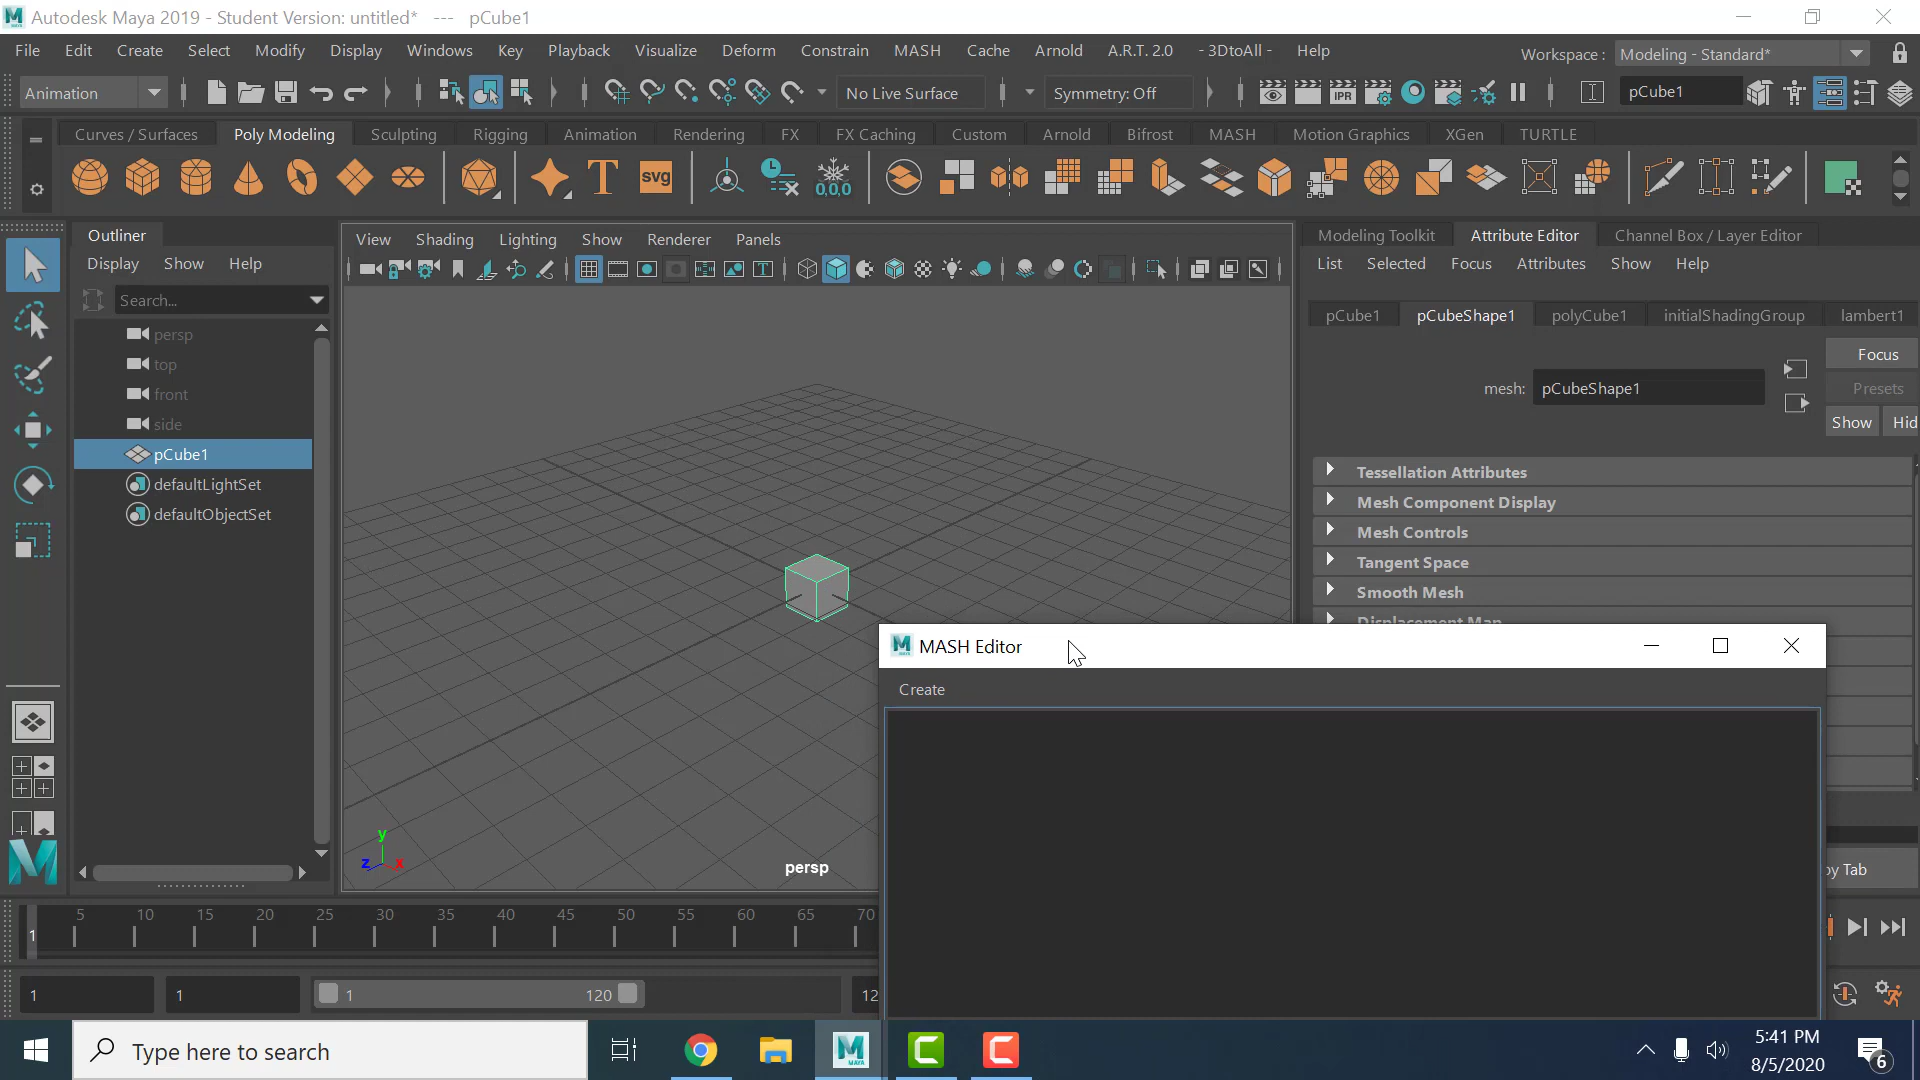 Autodesk Maya 2019 - Student Version: untitled*   ---   pCube1
File Edit Create Select Modify Display Windows Key Playback Visualize Deform Constrain MASH Cache Arnold A.R.T. 2.0 - 3DtoAll - Help
Workspace : Modeling - Standard*
Animation No Live Surface Symmetry: Off IPR pCube1
Curves / Surfaces Poly Modeling Sculpting Rigging Animation Rendering FX FX Caching Custom Arnold Bifrost MASH Motion Graphics XGen TURTLE
T svg 0,0,0
Outliner
Display Show Help
Search...
persp
top
front
side
pCube1
defaultLightSet
defaultObjectSet
View Shading Lighting Show Renderer Panels
y
z x
persp
Modeling Toolkit Attribute Editor Channel Box / Layer Editor
List Selected Focus Attributes Show Help
pCube1 pCubeShape1 polyCube1 initialShadingGroup lambert1
Focus
mesh: pCubeShape1
Presets
Show Hid
Tessellation Attributes
Mesh Component Display
Mesh Controls
Tangent Space
Smooth Mesh
Displacement Map
MASH Editor
Create
by Tab
5 10 15 20 25 30 35 40 45 50 55 60 65 70
1
1 1 1 120 12
MAYA
Type here to search
5:41 PM
8/5/2020
6